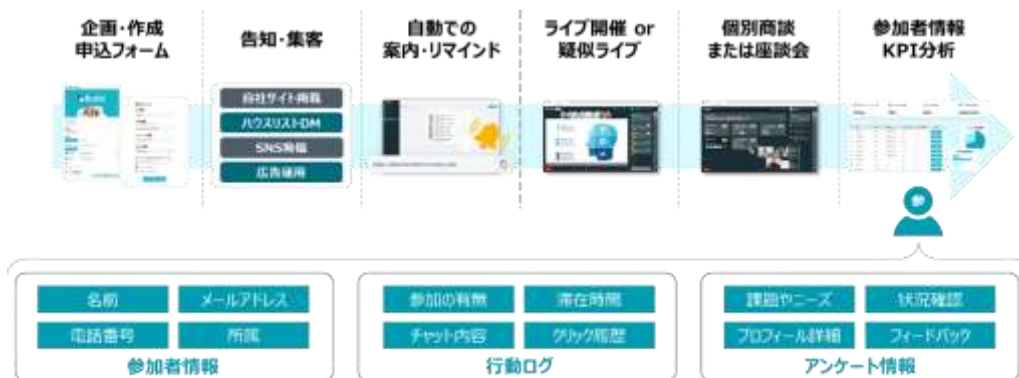 企画・作成
申込フォーム
告知・集客
自動での
案内・リマインド
ライブ開催 or
疑似ライブ
個別商談
または座談会
参加者情報
KPI分析
自社サイト掲載
ハウスリストDM
SNS発信
広告運用
参
名前
メールアドレス
電話番号
所属
参加者情報
参加の有無
滞在時間
チャット内容
クリック履歴
行動ログ
課題やニーズ
状況確認
プロフィール詳細
フィードバック
アンケート情報